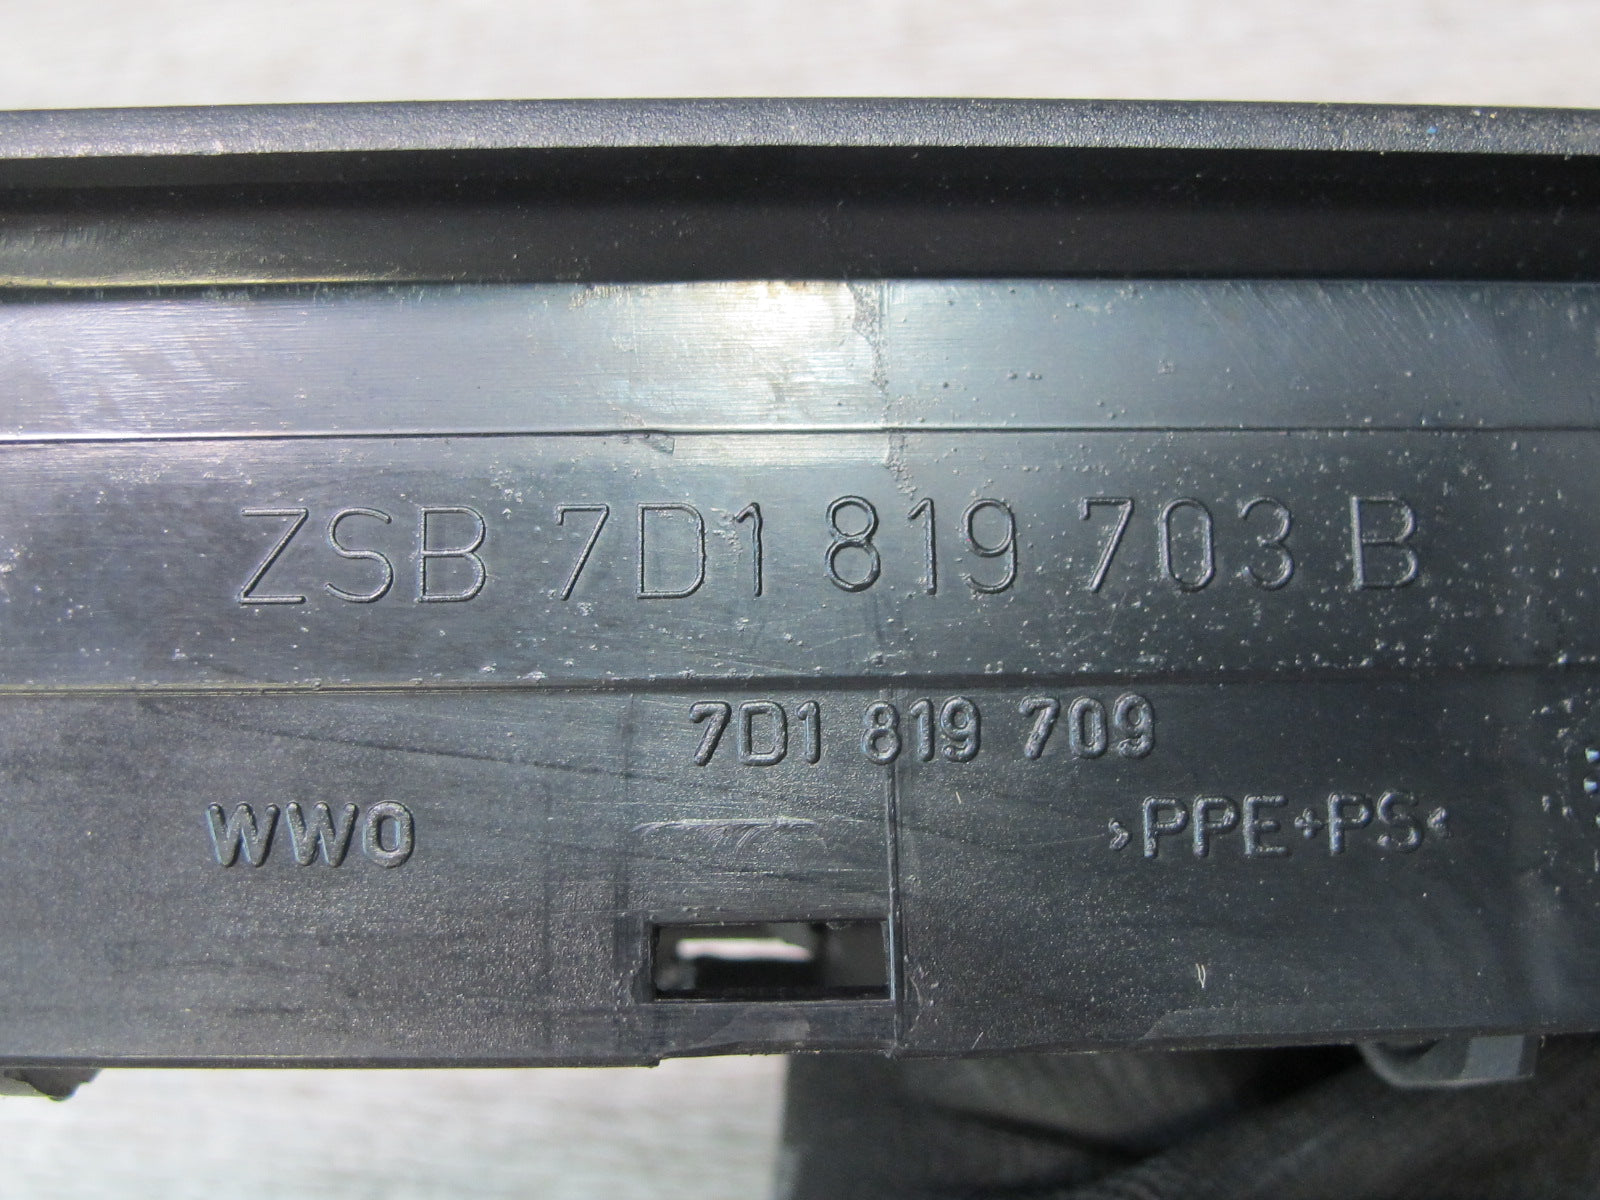 ZSB 7D1 819 703 B
7D1 819 709
WWO >PPE+PS<